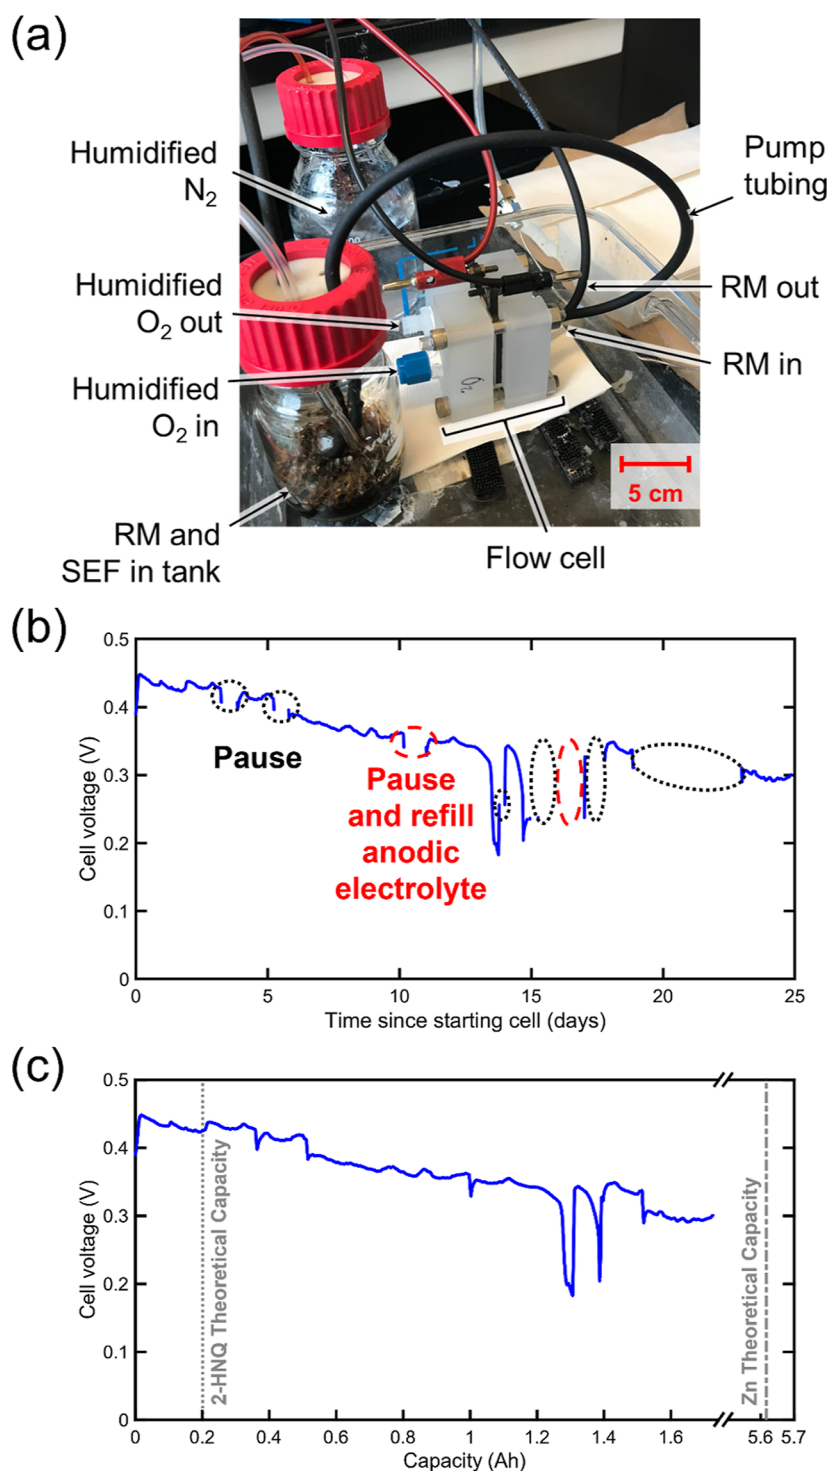 (a)
Humidified
N2
Pump
tubing
Humidified
O2 out
RM out
Humidified
O2 in
RM in
O2
5 cm
RM and
SEF in tank
Flow cell
(b)
0.5
0.4
0.3
0.2
0.1
0
Cell voltage (V)
Pause
Pause
and refill
anodic
electrolyte
0 5 10 15 20 25
Time since starting cell (days)
(c)
0.5
0.4
0.3
0.2
0.1
0
Cell voltage (V)
2-HNQ Theoretical Capacity
Zn Theoretical Capacity
0 0.2 0.4 0.6 0.8 1 1.2 1.4 1.6 5.6 5.7
Capacity (Ah)